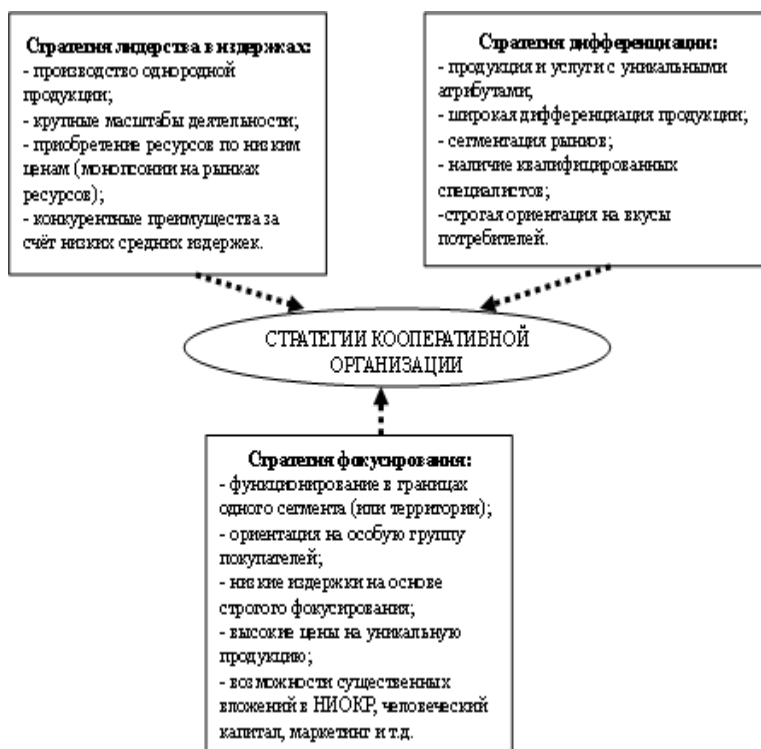 Стратегия лидерства в издержках:
- производство однородной
продукции;
- крупные масштабы деятельности;
- приобретение ресурсов по низким
ценам (монопсонии на рынках
ресурсов);
- конкурентные преимущества за
счёт низких средних издержек.
Стратегия дифференциации:
- продукция и услуги с уникальными
атрибутами;
- широкая дифференциация продукции;
- сегментация рынков;
- наличие квалифицированных
специалистов;
-строгая ориентация на вкусы
потребителей.
СТРАТЕГИИ КООПЕРАТИВНОЙ
ОРГАНИЗАЦИИ
Стратегия фокусирования:
- функционирование в границах
одного сегмента (или территории);
- ориентация на особую группу
покупателей;
- низкие издержки на основе
строгого фокусирования;
- высокие цены на уникальную
продукцию;
- возможности существенных
вложений в НИОКР, человеческий
капитал, маркетинг и т.д.